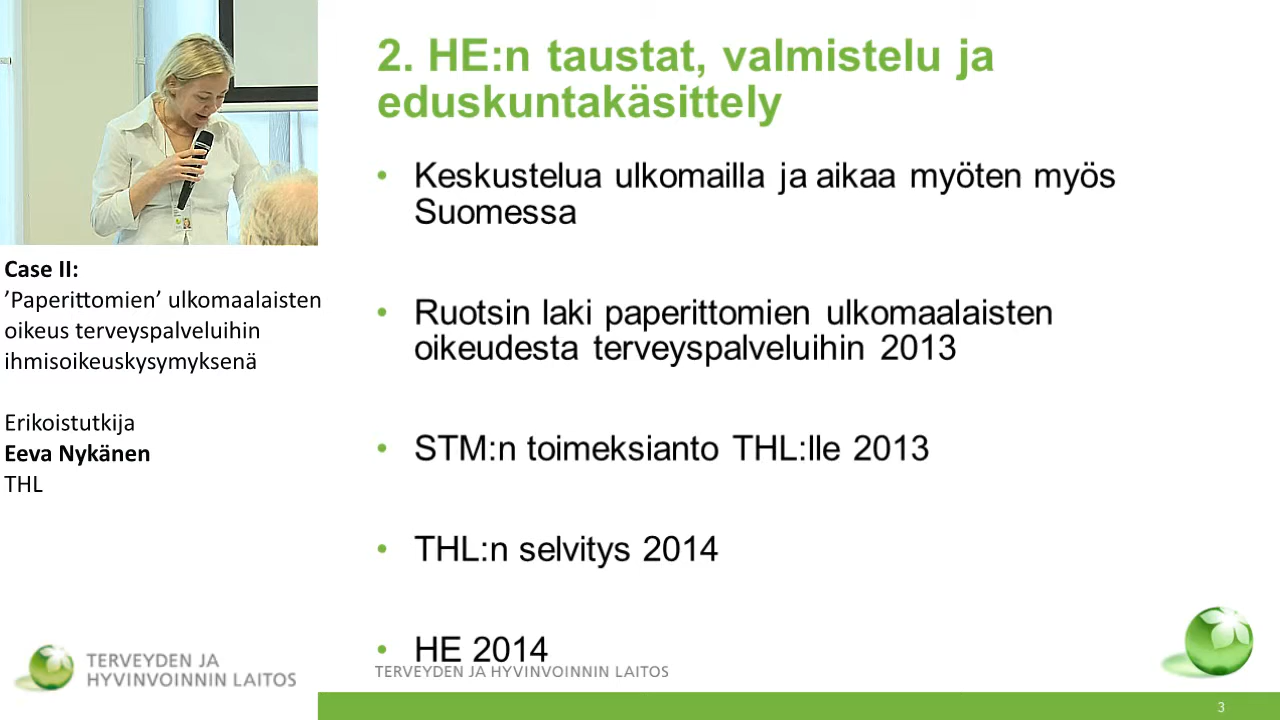 Case II:
’Paperittomien’ ulkomaalaisten
oikeus terveyspalveluihin
ihmisoikeuskysymyksenä
Erikoistutkija
Eeva Nykänen
THL
TERVEYDEN JA
HYVINVOINNIN LAITOS
2. HE:n taustat, valmistelu ja
eduskuntakäsittely
• Keskustelua ulkomailla ja aikaa myöten myös
Suomessa
• Ruotsin laki paperittomien ulkomaalaisten
oikeudesta terveyspalveluihin 2013
• STM:n toimeksianto THL:lle 2013
• THL:n selvitys 2014
• HE 2014
TERVEYDEN JA HYVINVOINNIN LAITOS
3